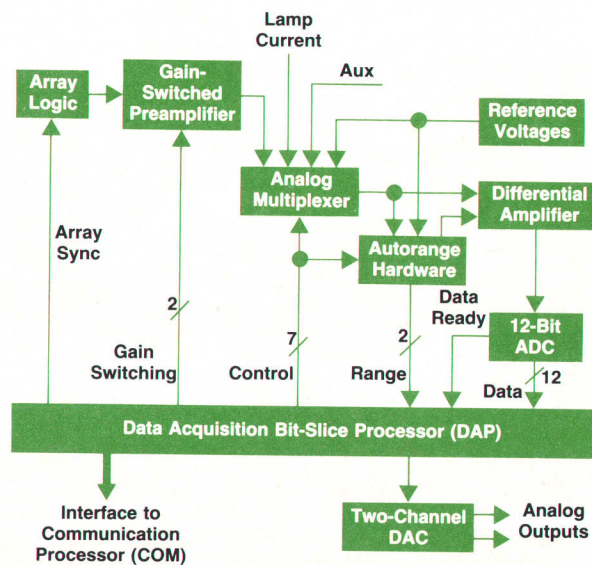 Lamp
Current
Aux
Array
Logic
Gain-
Switched
Preamplifier
Reference
Voltages
Analog
Multiplexer
Differential
Amplifier
Autorange
Hardware
Array
Sync
2
Gain
Switching
7
Control
2
Range
Data
Ready
12-Bit
ADC
12
Data
Data Acquisition Bit-Slice Processor (DAP)
Interface to
Communication
Processor (COM)
Two-Channel
DAC
Analog
Outputs